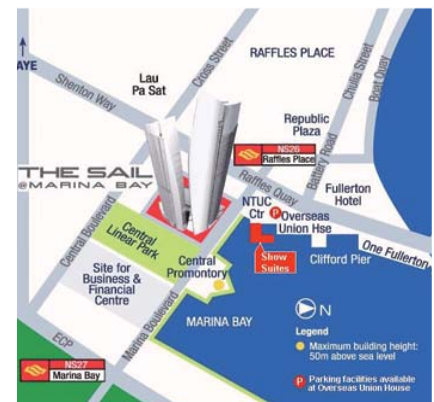 AYE
Shenton Way
Lau
Pa Sat
Cross Street
RAFFLES PLACE
Chulia Street
Boat Quay
Republic
Plaza
NS26
Raffles Place
Battery Road
THE SAIL
@MARINA BAY
Raffles Quay
Fullerton
Hotel
NTUC
Ctr
P
Overseas
Union Hse
One Fullerton
Clifford Pier
Show
Suites
Central Boulevard
Central
Linear Park
Central
Promontory
Site for
Business &
Financial
Centre
Marina Boulevard
MARINA BAY
N
Legend
Maximum building height:
50m above sea level
P
Parking facilities available
at Overseas Union House
ECP
NS27
Marina Bay